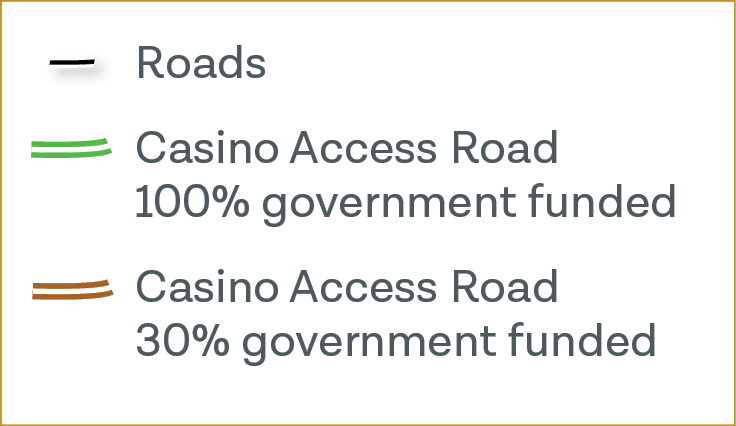 Roads
Casino Access Road
100% government funded
Casino Access Road
30% government funded